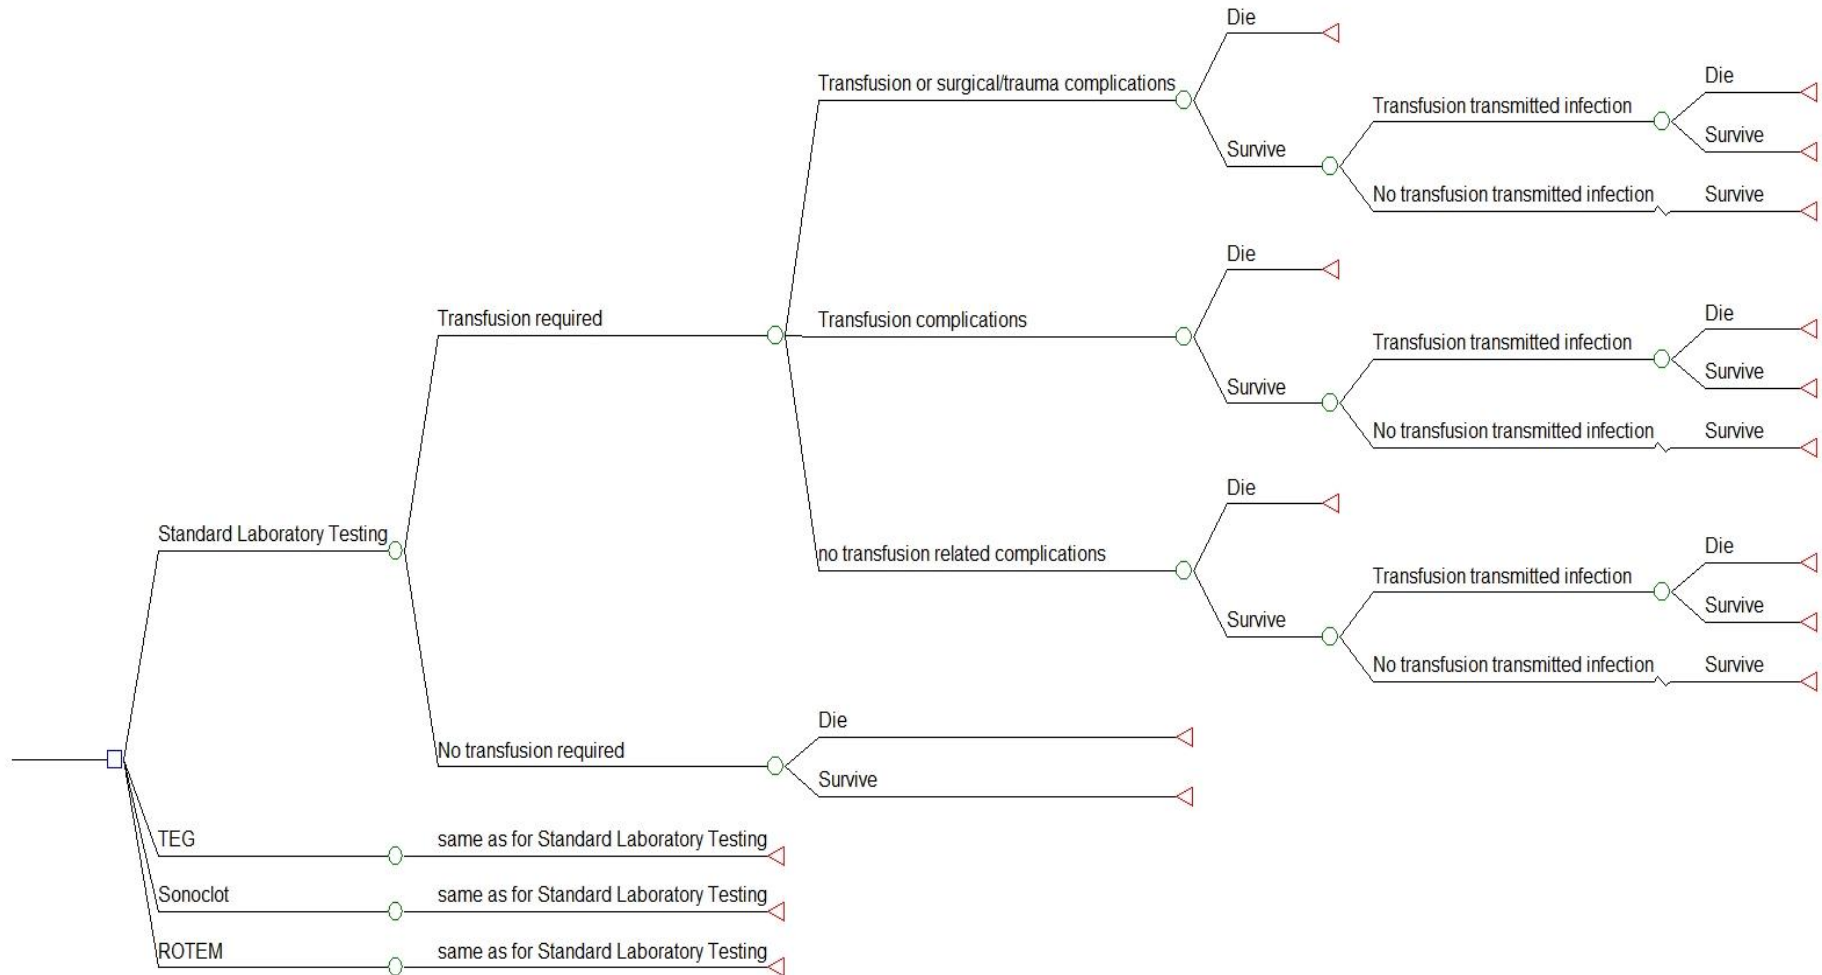 Die
Transfusion or surgical/trauma complications
Die
Transfusion transmitted infection
Survive
Survive
No transfusion transmitted infection
Survive
Die
Transfusion required
Transfusion complications
Die
Transfusion transmitted infection
Survive
Survive
No transfusion transmitted infection
Survive
Die
Standard Laboratory Testing
no transfusion related complications
Die
Transfusion transmitted infection
Survive
Survive
No transfusion transmitted infection
Survive
Die
No transfusion required
Survive
TEG
same as for Standard Laboratory Testing
Sonoclot
same as for Standard Laboratory Testing
ROTEM
same as for Standard Laboratory Testing